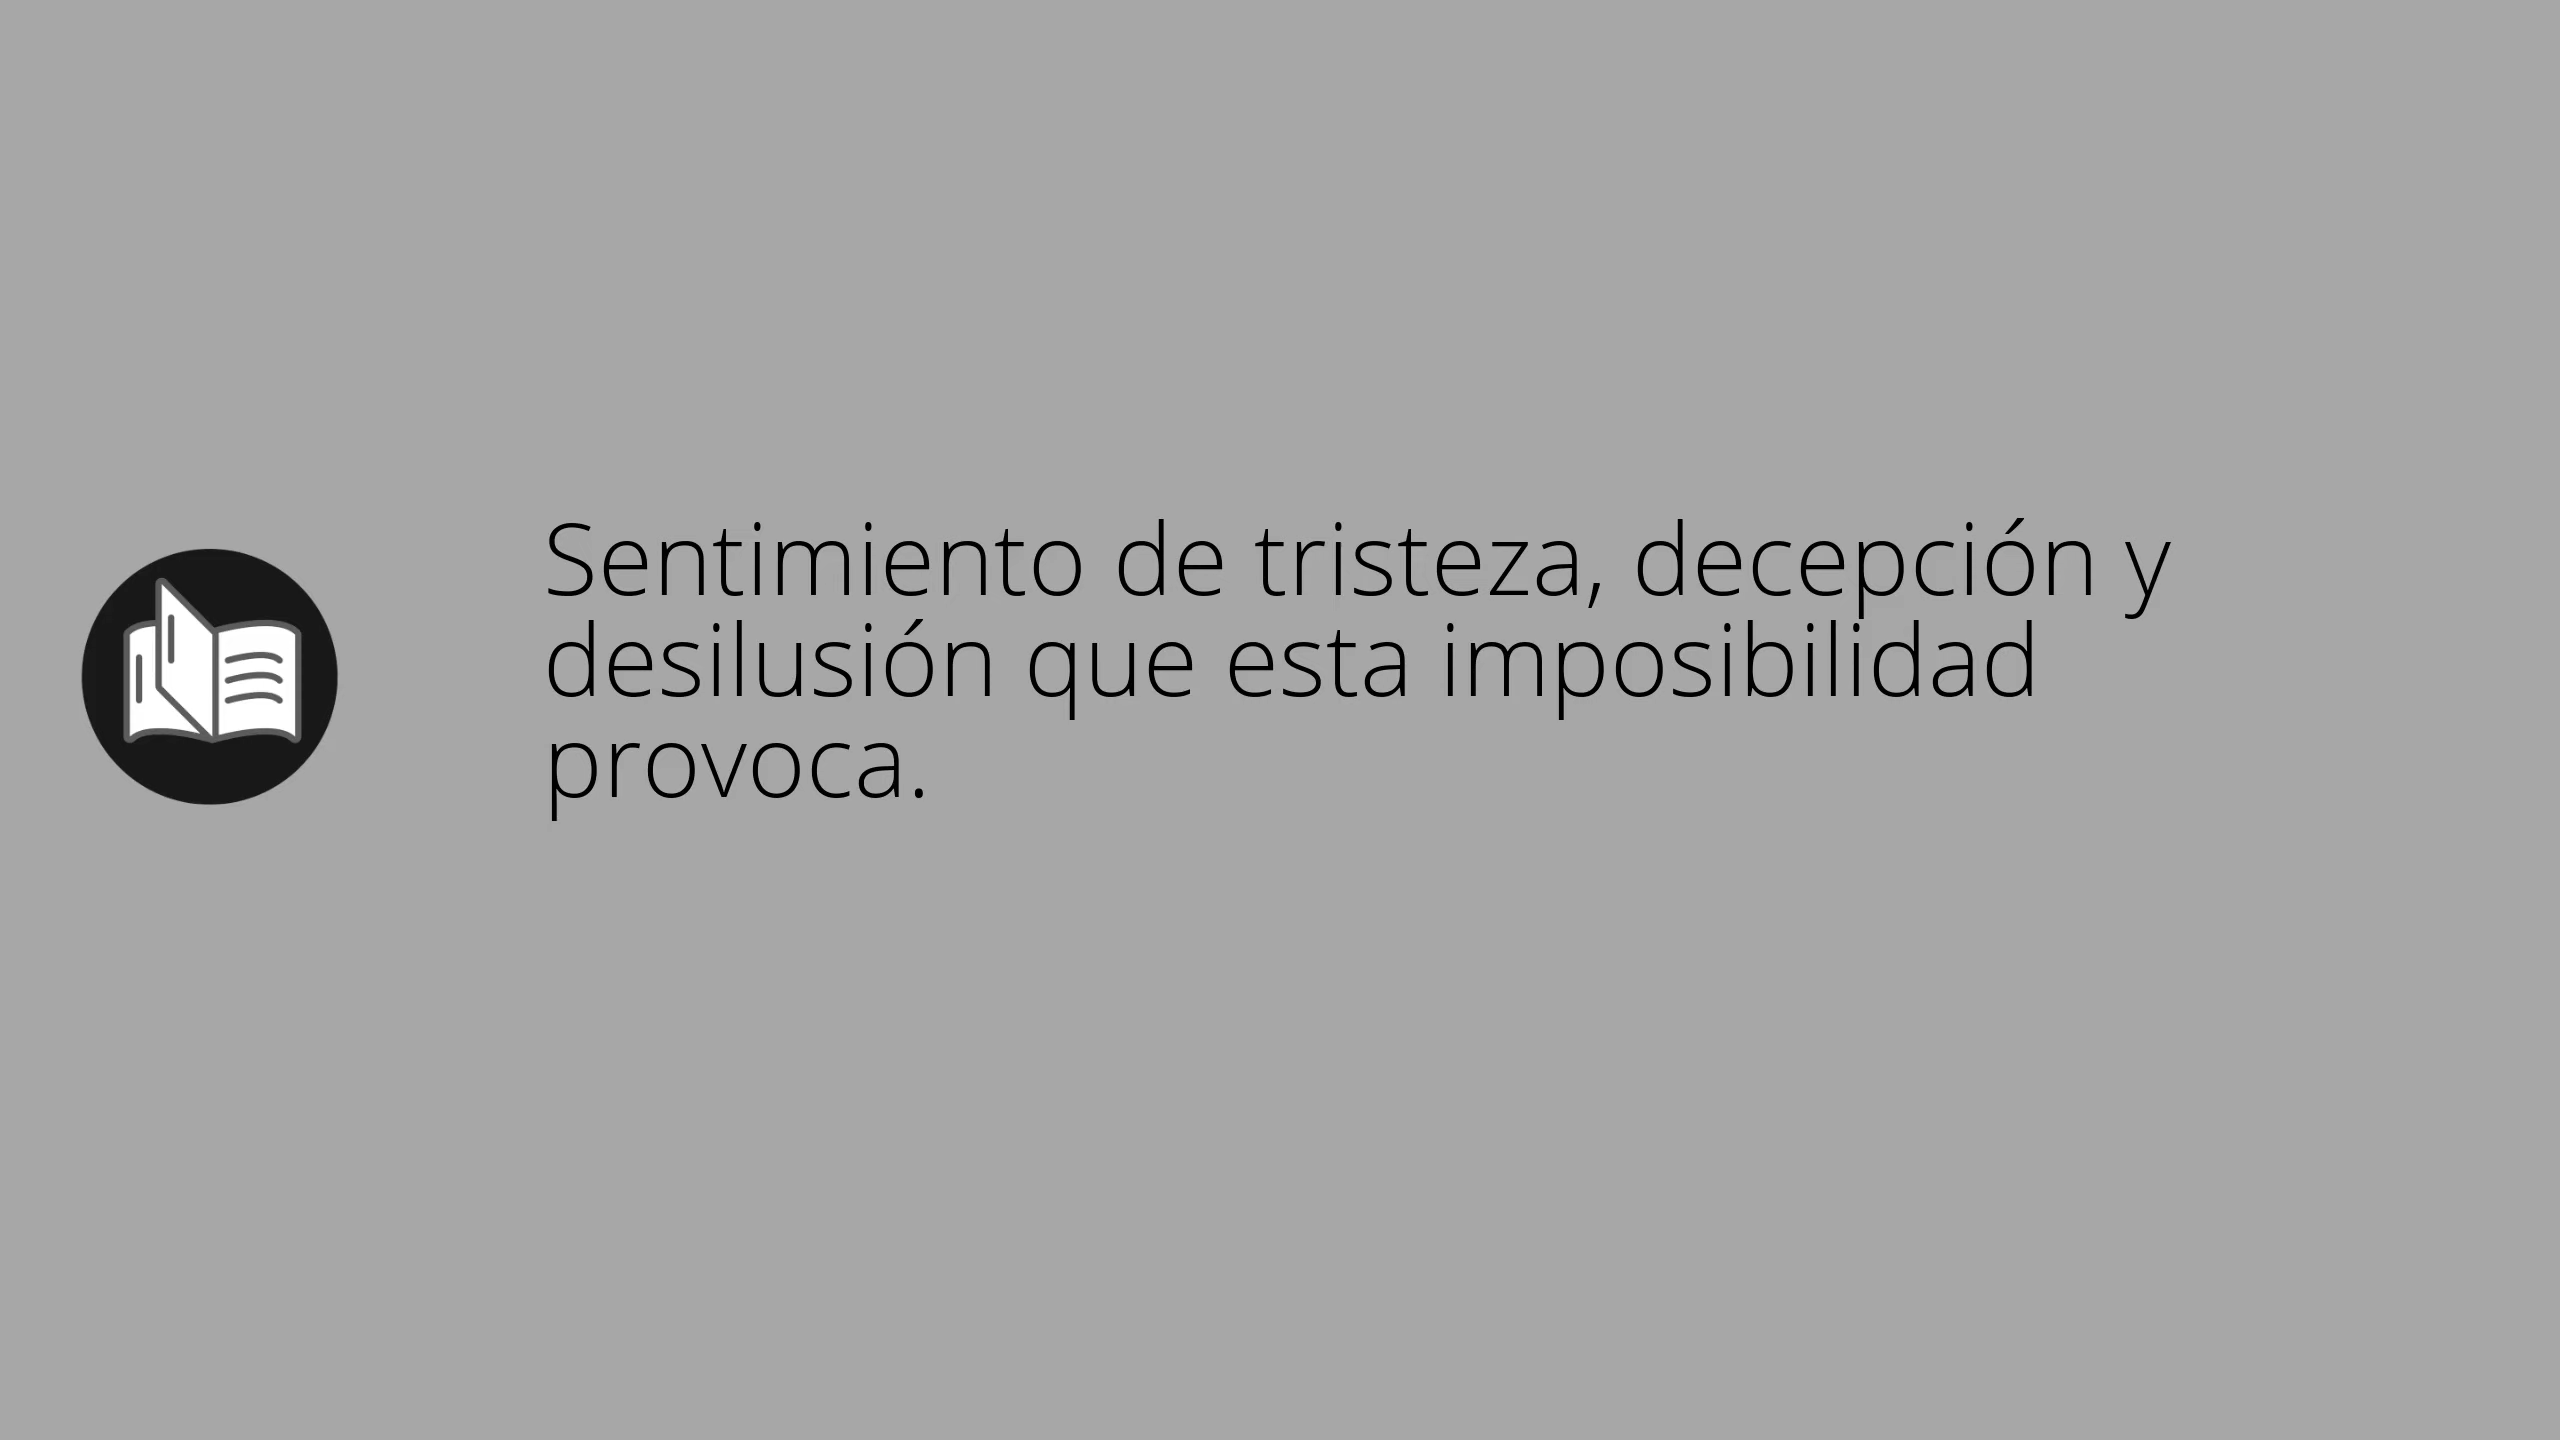 Sentimiento de tristeza, decepción y
desilusión que esta imposibilidad
provoca.